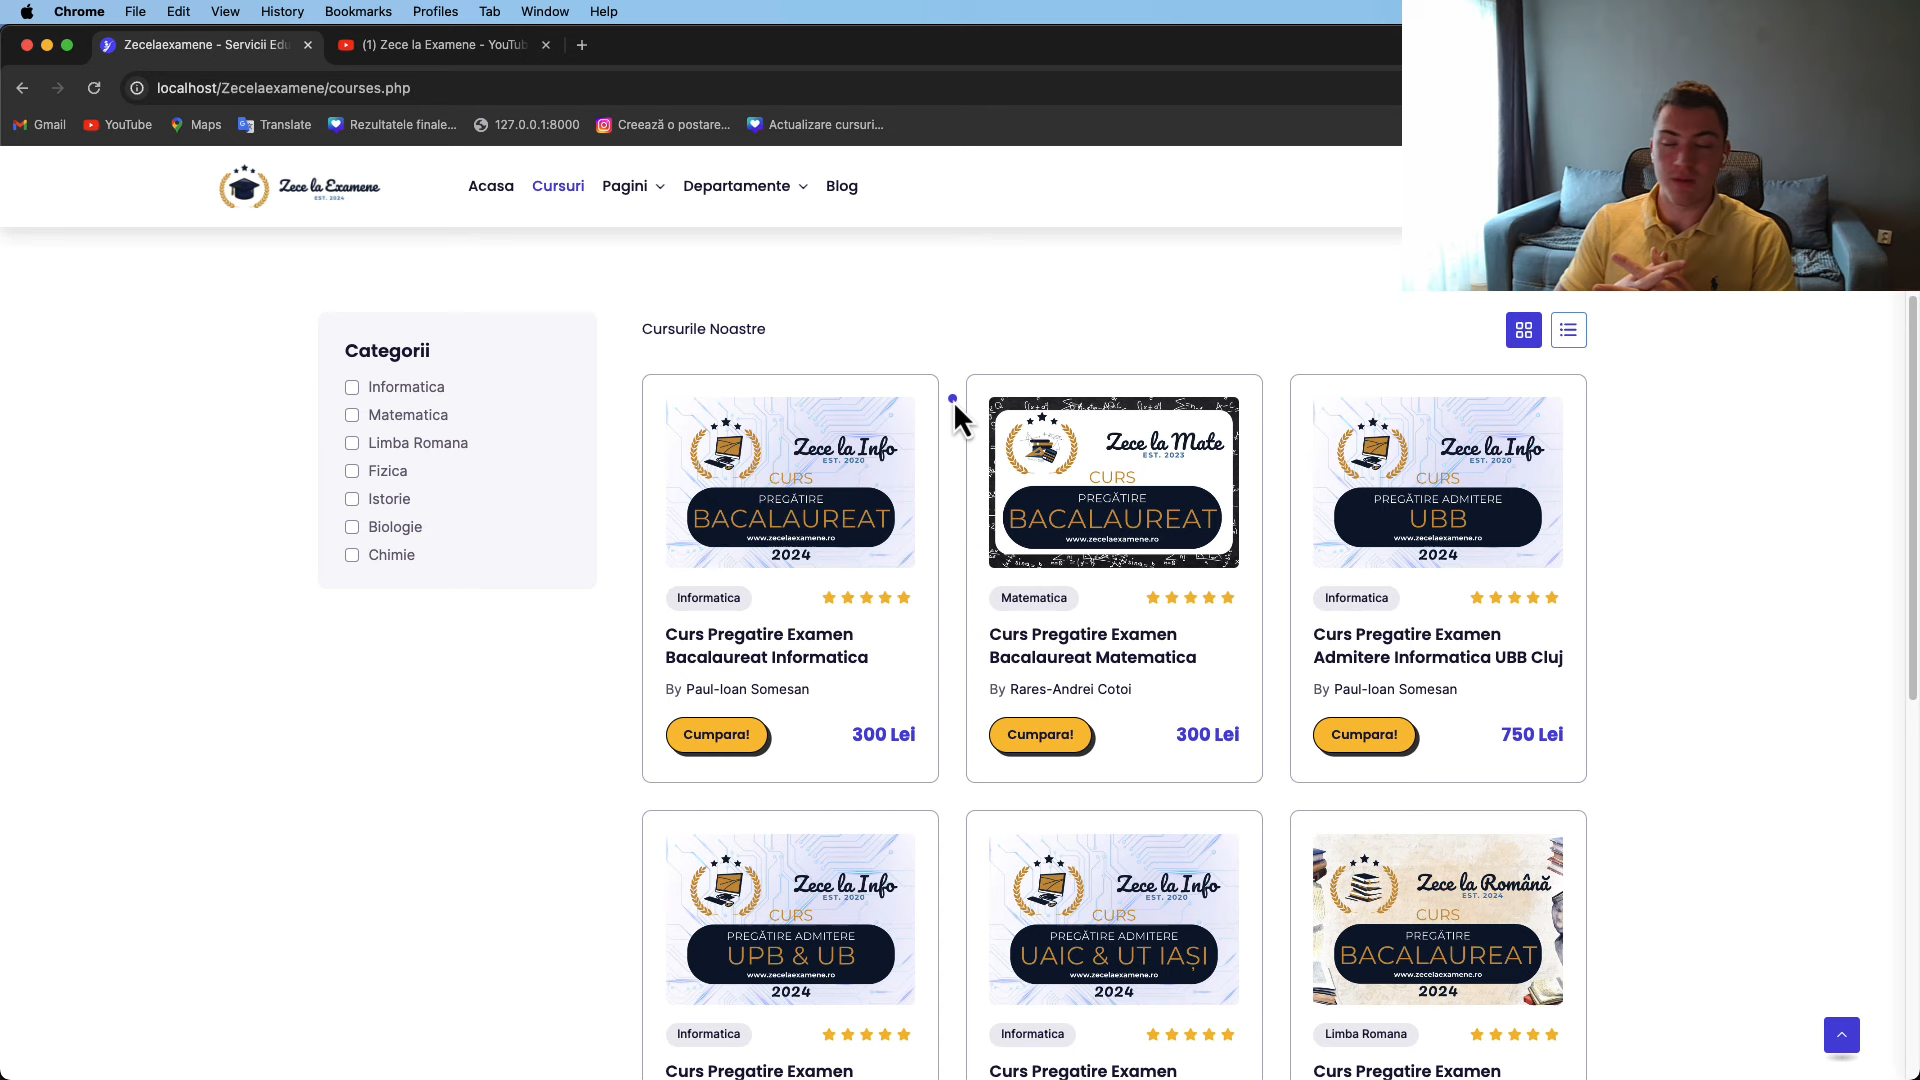 Chrome File Edit View History Bookmarks Profiles Tab Window Help
Zecelaexamene - Servicii Edu
(1) Zece la Examene - YouTub
localhost/Zecelaexamene/courses.php
Gmail YouTube Maps Translate Rezultatele finale... 127.0.0.1:8000 Creează o postare... Actualizare cursuri...
Zece la Examene
EST. 2024
Acasa Cursuri Pagini Departamente Blog
Categorii
Informatica
Matematica
Limba Romana
Fizica
Istorie
Biologie
Chimie
Cursurile Noastre
Zece la Info
EST. 2020
CURS
PREGĂTIRE
BACALAUREAT
www.zecelaexamene.ro
2024
Informatica
Curs Pregatire Examen
Bacalaureat Informatica
By Paul-Ioan Somesan
Cumpara! 300 Lei
Zece la Mate
EST. 2023
CURS
PREGĂTIRE
BACALAUREAT
www.zecelaexamene.ro
2024
Matematica
Curs Pregatire Examen
Bacalaureat Matematica
By Rares-Andrei Cotoi
Cumpara! 300 Lei
Zece la Info
EST. 2020
CURS
PREGĂTIRE ADMITERE
UBB
www.zecelaexamene.ro
2024
Informatica
Curs Pregatire Examen
Admitere Informatica UBB Cluj
By Paul-Ioan Somesan
Cumpara! 750 Lei
Zece la Info
EST. 2020
CURS
PREGĂTIRE ADMITERE
UPB & UB
www.zecelaexamene.ro
2024
Informatica
Curs Pregatire Examen
Zece la Info
EST. 2020
CURS
PREGĂTIRE ADMITERE
UAIC & UT IAȘI
www.zecelaexamene.ro
2024
Informatica
Curs Pregatire Examen
Zece la Română
EST. 2024
CURS
PREGĂTIRE
BACALAUREAT
www.zecelaexamene.ro
2024
Limba Romana
Curs Pregatire Examen